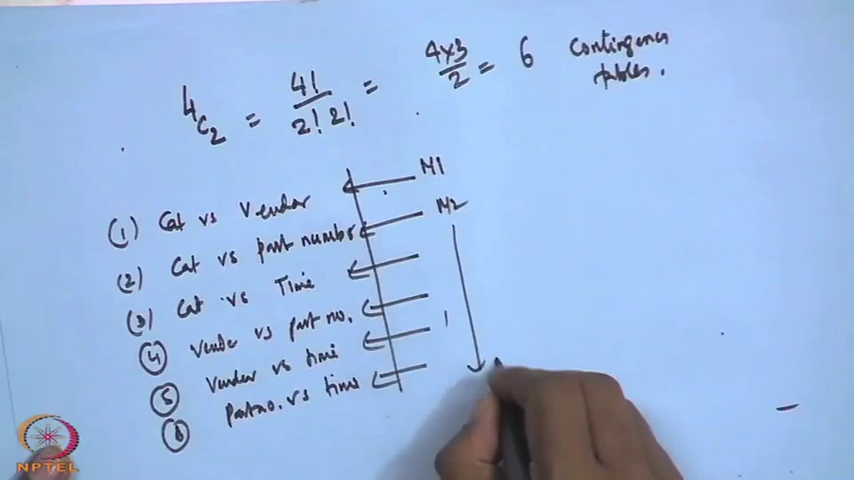 4C2 = 4! / 2! 2! = 4x3 / 2 = 6 Contingency tables.
(1) Cat vs Vendor ← M1
(2) Cat vs part number ← M2
(3) Cat vs Time
(4) Vendor vs part no.
(5) Vendor vs time
(6) Part no. vs time
NPTEL